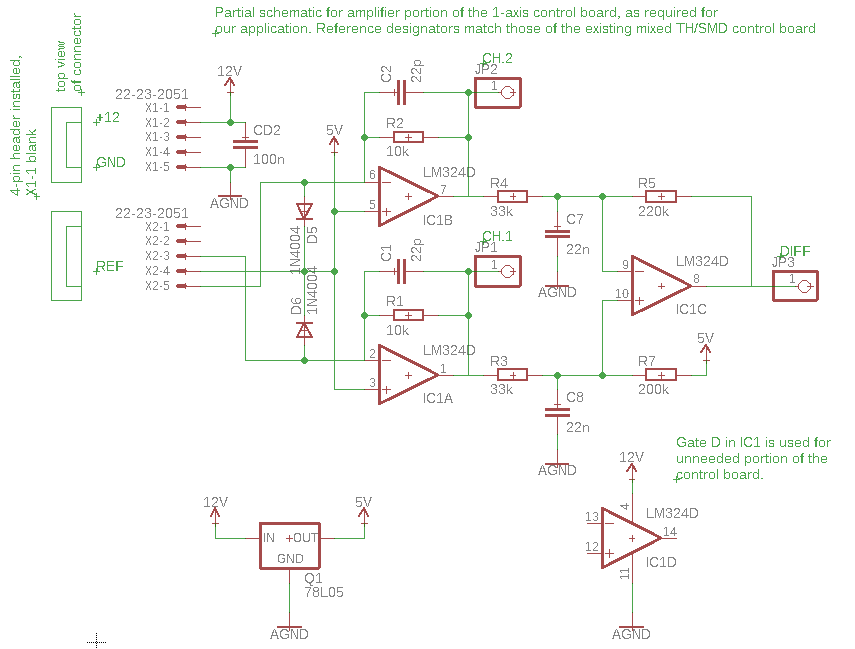 Partial schematic for amplifier portion of the 1-axis control board, as required for
our application. Reference designators match those of the existing mixed TH/SMD control board
4-pin header installed,
X1-1 blank
top view
of connector
+12
GND
22-23-2051
X1-1
X1-2
X1-3
X1-4
X1-5
12V
CD2
100n
AGND
REF
22-23-2051
X2-1
X2-2
X2-3
X2-4
X2-5
5V
1N4004
D5
D6
1N4004
C2
22p
R2
10k
CH.2
JP2
1
LM324D
6
5
7
IC1B
C1
22p
R1
10k
CH.1
JP1
1
LM324D
2
3
1
IC1A
R4
33k
C7
22n
AGND
R5
220k
LM324D
9
10
8
IC1C
DIFF
JP3
1
R3
33k
C8
22n
AGND
R7
200k
5V
Gate D in IC1 is used for
unneeded portion of the
control board.
12V
4
LM324D
13
12
14
11
IC1D
AGND
12V
5V
IN
OUT
GND
Q1
78L05
AGND